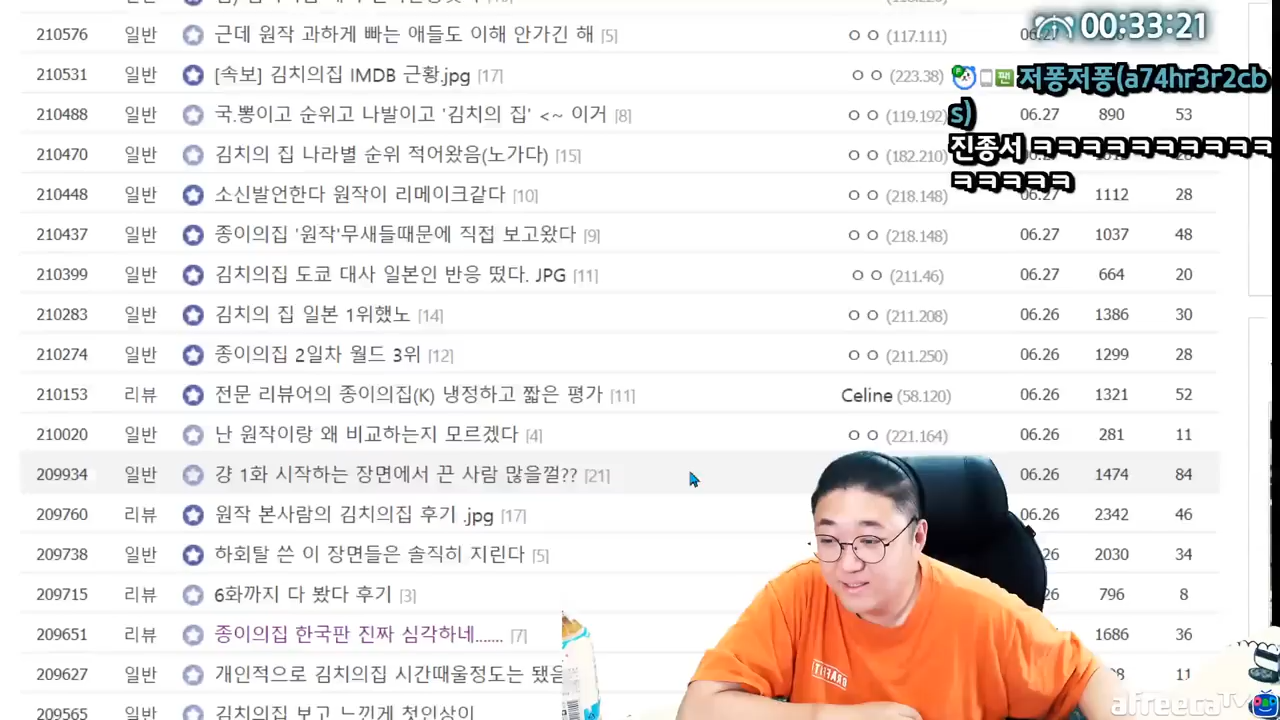 210576 일반 근데 원작 과하게 빠는 애들도 이해 안가긴 해 [5] ㅇㅇ (117.111)
00:33:21
210531 일반 [속보] 김치의집 IMDB 근황.jpg [17] ㅇㅇ (223.38)
저퐁저퐁(a74hr3r2cb
s)
210488 일반 국.뽕이고 순위고 나발이고 '김치의 집' <~ 이거 [8] ㅇㅇ (119.192) 06.27 890 53
진종서 ㅋㅋㅋㅋㅋㅋㅋㅋㅋㅋ
ㅋㅋㅋㅋㅋ
210470 일반 김치의 집 나라별 순위 적어왔음(노가다) [15] ㅇㅇ (182.210)
210448 일반 소신발언한다 원작이 리메이크같다 [10] ㅇㅇ (218.148) 06.27 1112 28
210437 일반 종이의집 '원작'무새들때문에 직접 보고왔다 [9] ㅇㅇ (218.148) 06.27 1037 48
210399 일반 김치의집 도쿄 대사 일본인 반응 떴다. JPG [11] ㅇㅇ (211.46) 06.27 664 20
210283 일반 김치의 집 일본 1위했노 [14] ㅇㅇ (211.208) 06.26 1386 30
210274 일반 종이의집 2일차 월드 3위 [12] ㅇㅇ (211.250) 06.26 1299 28
210153 리뷰 전문 리뷰어의 종이의집(K) 냉정하고 짧은 평가 [11] Celine (58.120) 06.26 1321 52
210020 일반 난 원작이랑 왜 비교하는지 모르겠다 [4] ㅇㅇ (221.164) 06.26 281 11
209934 일반 걍 1화 시작하는 장면에서 끈 사람 많을껄?? [21] 06.26 1474 84
209760 리뷰 원작 본사람의 김치의집 후기 .jpg [17] 06.26 2342 46
209738 일반 하회탈 쓴 이 장면들은 솔직히 지린다 [5] 26 2030 34
209715 리뷰 6화까지 다 봤다 후기 [3] 26 796 8
209651 리뷰 종이의집 한국판 진짜 심각하네....... [7] 1686 36
209627 일반 개인적으로 김치의집 시간때울정도는 됐음 11
209565 일반 김치의집 보고 느낀게 첫인상이
afreecaTV